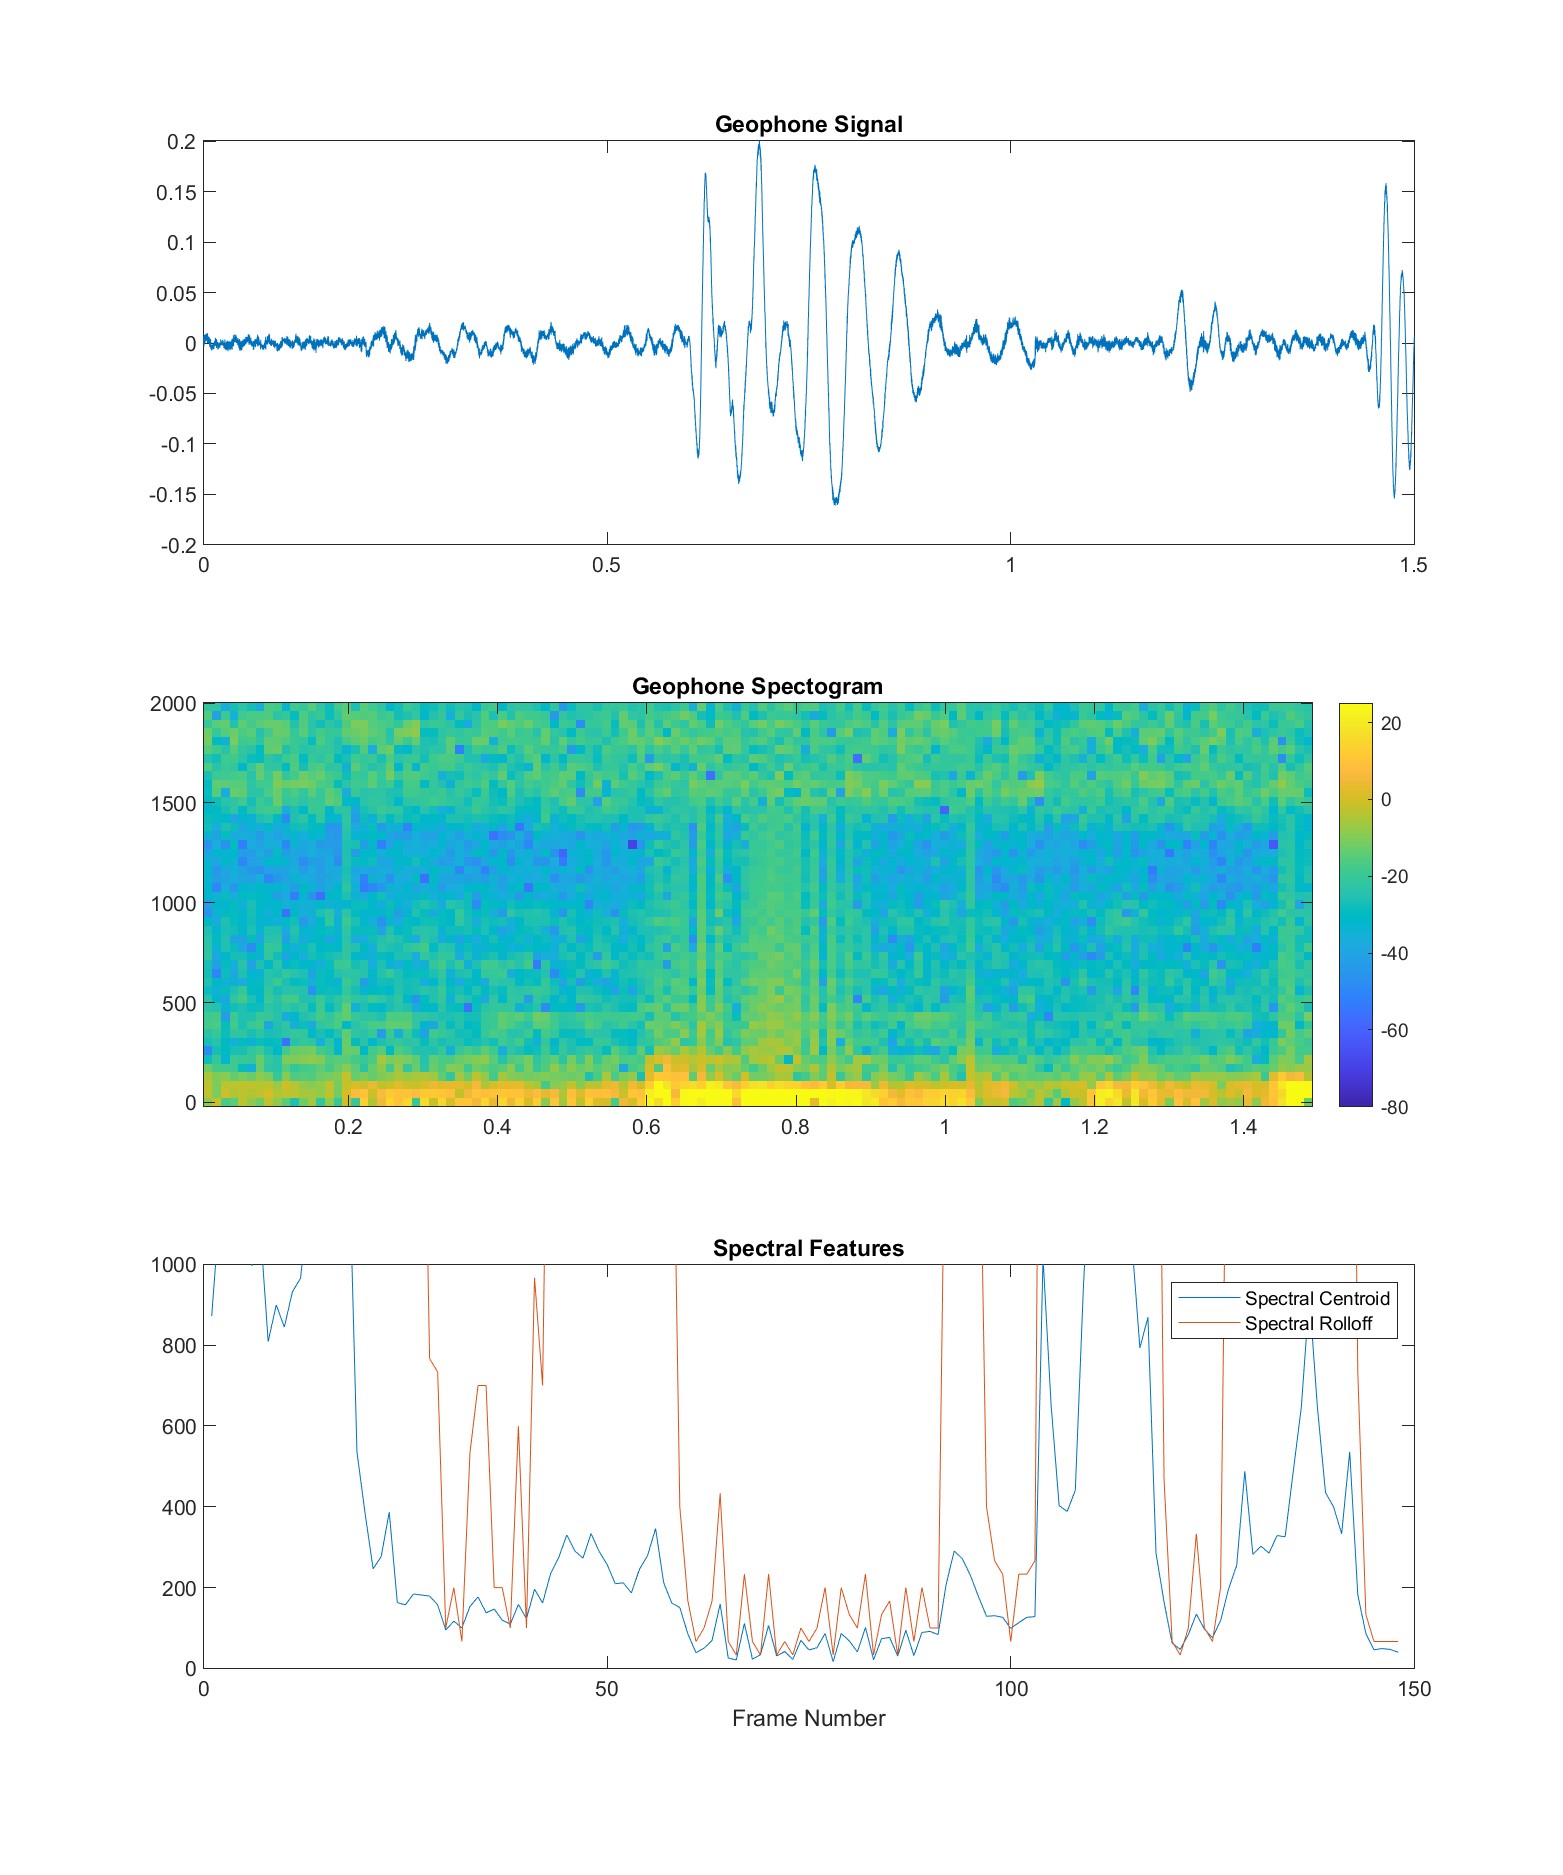 Geophone Signal
0.2
0.15
0.1
0.05
0
-0.05
-0.1
-0.15
-0.2
0 0.5 1 1.5
Geophone Spectogram
2000
1500
1000
500
0
20
0
-20
-40
-60
-80
0.2 0.4 0.6 0.8 1 1.2 1.4
Spectral Features
1000
800
600
400
200
0
Spectral Centroid
Spectral Rolloff
0 50 100 150
Frame Number